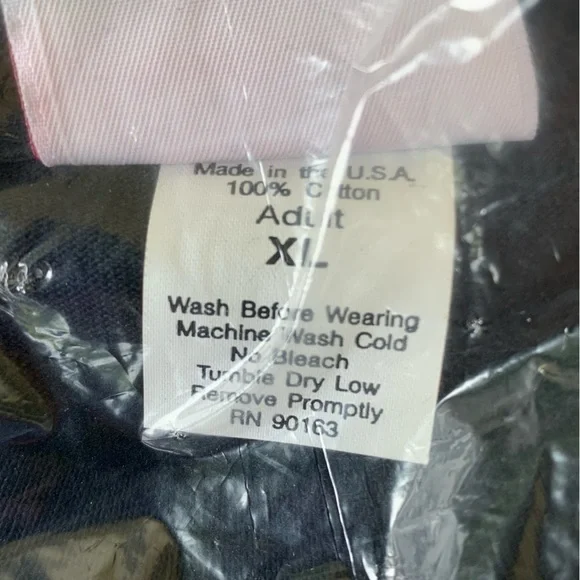 Made in the U.S.A.
100% Cotton
Adult
XL
Wash Before Wearing
Machine Wash Cold
No Bleach
Tumble Dry Low
Remove Promptly
RN 90163